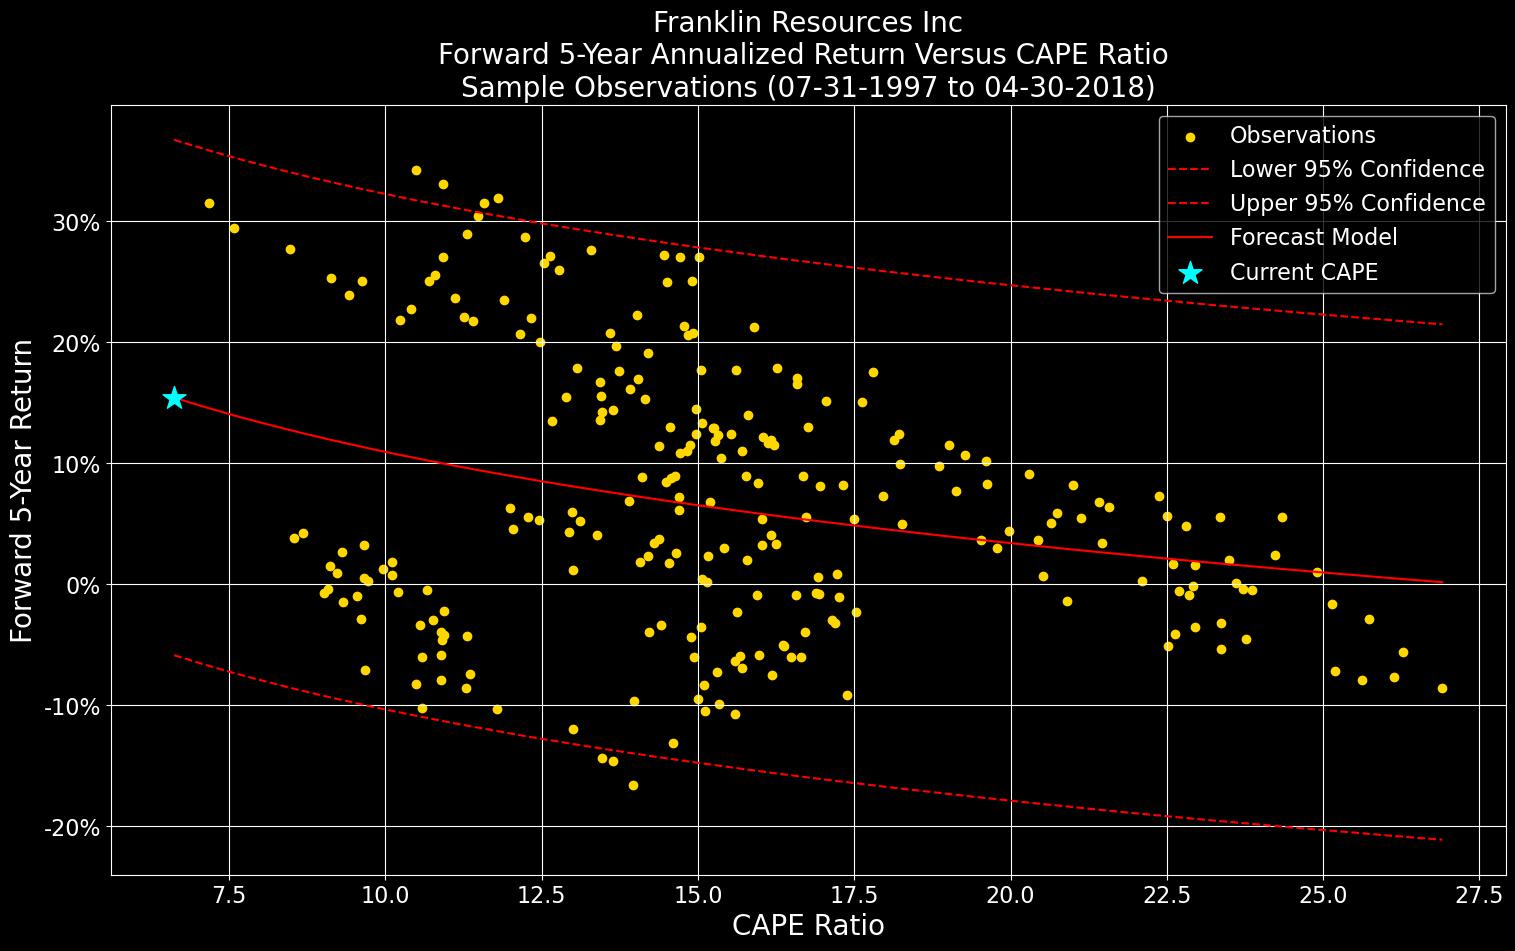 Franklin Resources Inc
Forward 5-Year Annualized Return Versus CAPE Ratio
Sample Observations (07-31-1997 to 04-30-2018)
Observations
Lower 95% Confidence
Upper 95% Confidence
Forecast Model
Current CAPE
Forward 5-Year Return
30%
20%
10%
0%
-10%
-20%
7.5 10.0 12.5 15.0 17.5 20.0 22.5 25.0 27.5
CAPE Ratio